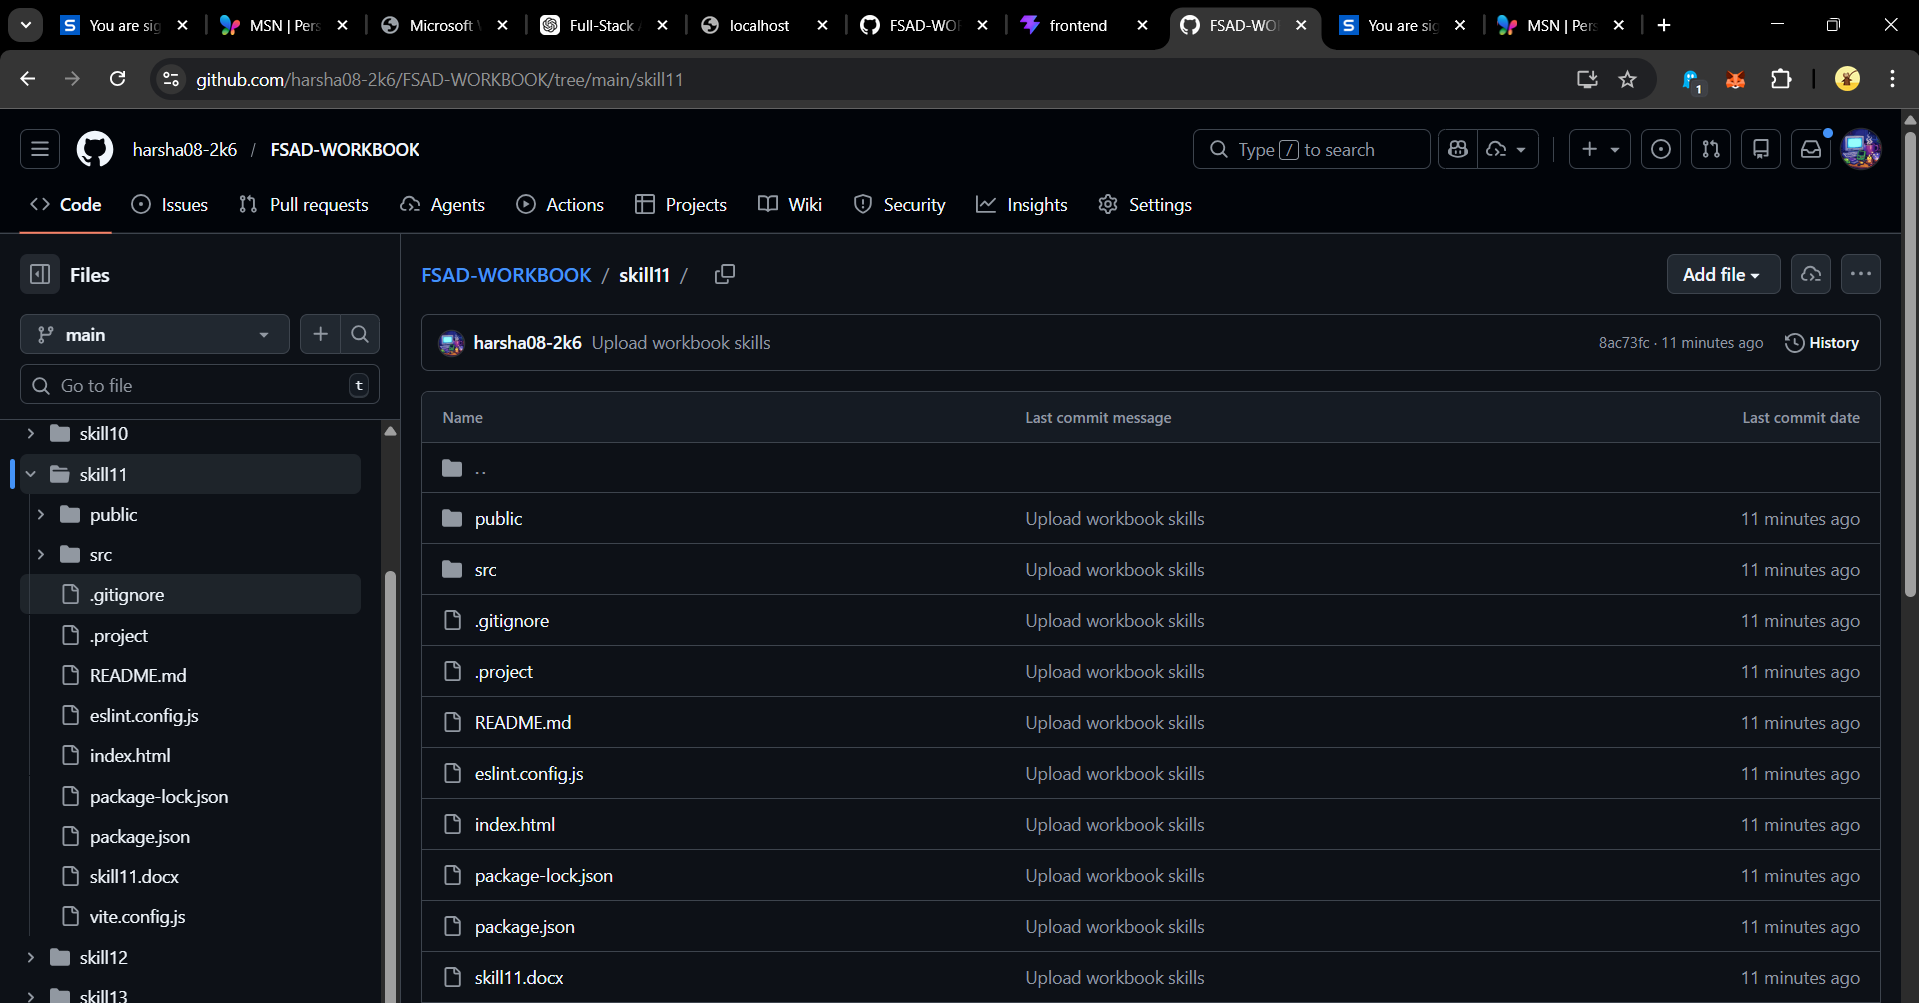 You are sig
MSN | Pers
Microsoft
Full-Stack
localhost
FSAD-WO
frontend
FSAD-WO
You are sig
MSN | Pers
github.com/harsha08-2k6/FSAD-WORKBOOK/tree/main/skill11
1
harsha08-2k6 / FSAD-WORKBOOK
Type / to search
Code
Issues
Pull requests
Agents
Actions
Projects
Wiki
Security
Insights
Settings
Files
main
Go to file
t
skill10
skill11
public
src
.gitignore
.project
README.md
eslint.config.js
index.html
package-lock.json
package.json
skill11.docx
vite.config.js
skill12
skill13
FSAD-WORKBOOK / skill11 /
Add file
harsha08-2k6 Upload workbook skills
8ac73fc · 11 minutes ago
History
Name Last commit message Last commit date
..
public Upload workbook skills 11 minutes ago
src Upload workbook skills 11 minutes ago
.gitignore Upload workbook skills 11 minutes ago
.project Upload workbook skills 11 minutes ago
README.md Upload workbook skills 11 minutes ago
eslint.config.js Upload workbook skills 11 minutes ago
index.html Upload workbook skills 11 minutes ago
package-lock.json Upload workbook skills 11 minutes ago
package.json Upload workbook skills 11 minutes ago
skill11.docx Upload workbook skills 11 minutes ago